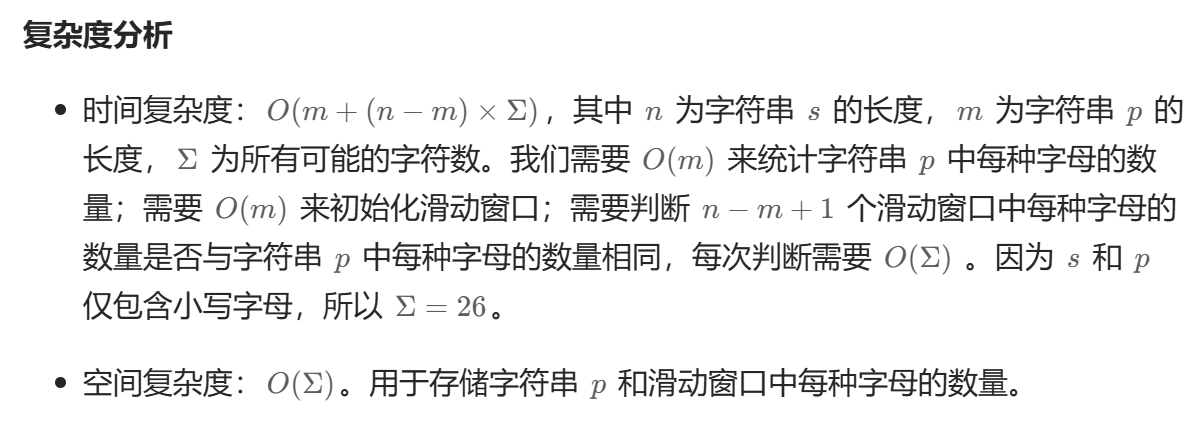 复杂度分析
• 时间复杂度：O(m + (n − m) × Σ)，其中 n 为字符串 s 的长度，m 为字符串 p 的
长度，Σ 为所有可能的字符数。我们需要 O(m) 来统计字符串 p 中每种字母的数
量；需要 O(m) 来初始化滑动窗口；需要判断 n − m + 1 个滑动窗口中每种字母的
数量是否与字符串 p 中每种字母的数量相同，每次判断需要 O(Σ) 。因为 s 和 p
仅包含小写字母，所以 Σ = 26。
• 空间复杂度：O(Σ)。用于存储字符串 p 和滑动窗口中每种字母的数量。